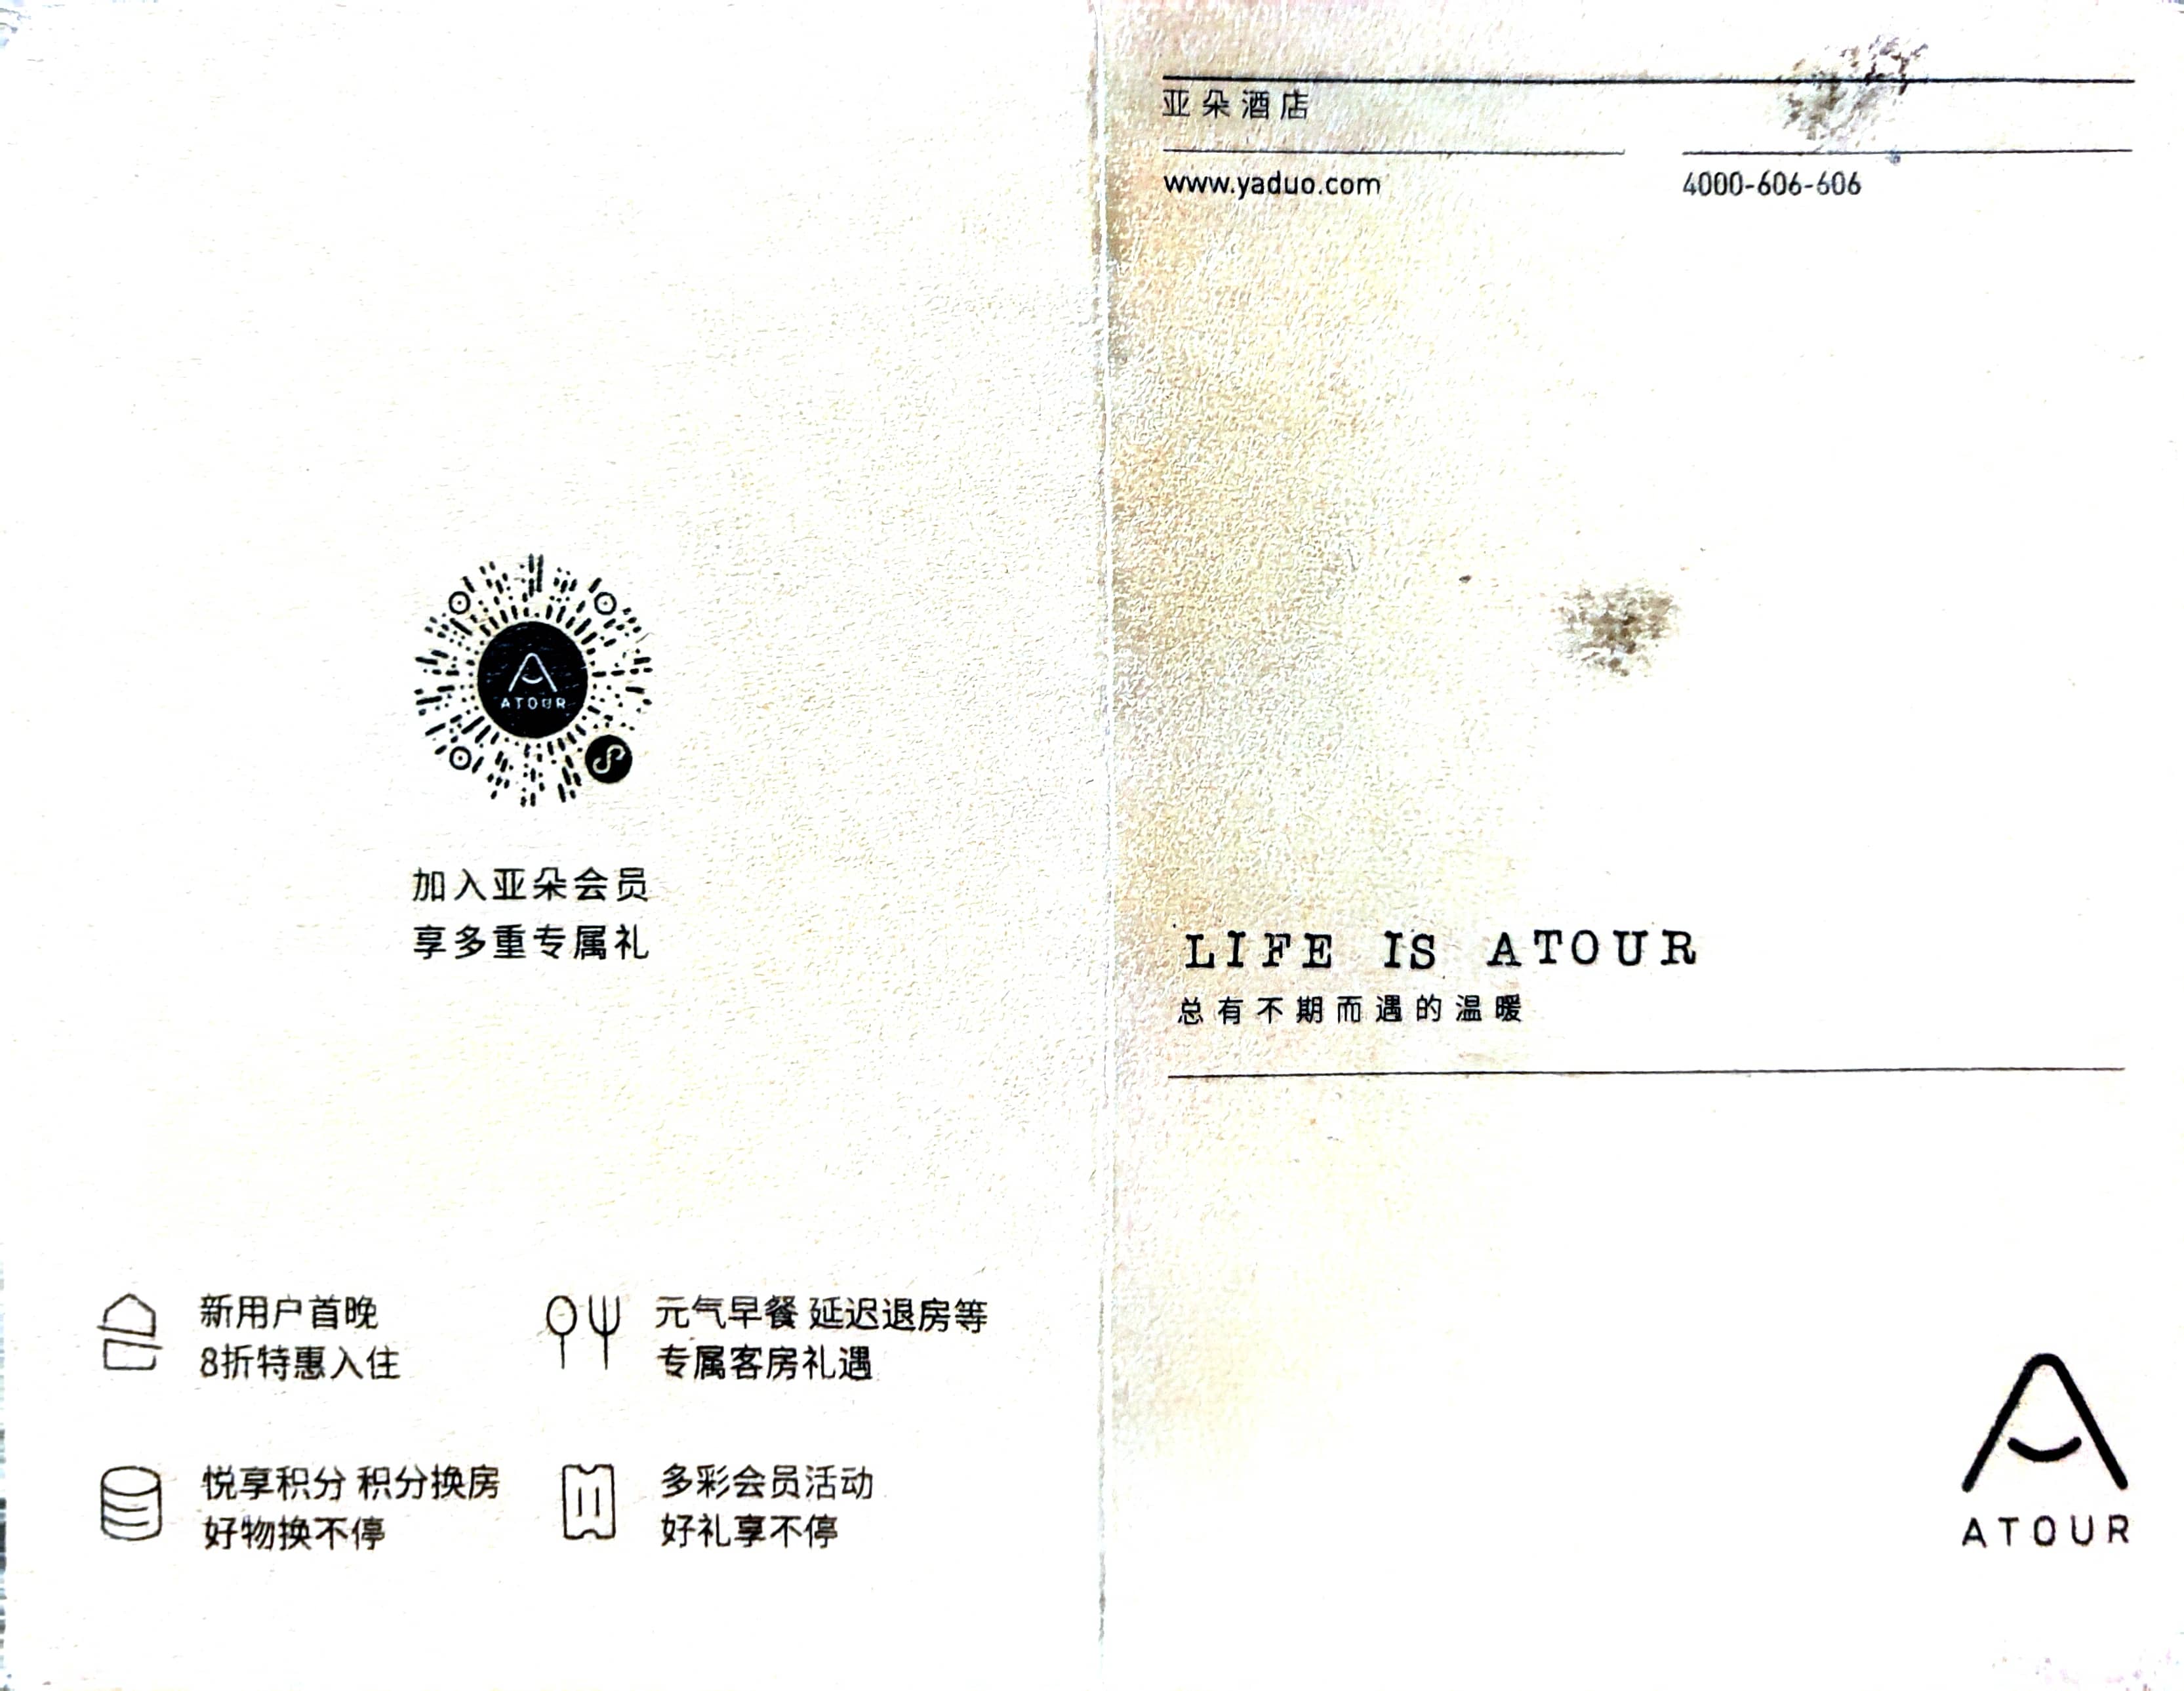 ATOUR
加入亚朵会员
享多重专属礼
新用户首晚
8折特惠入住
元气早餐 延迟退房等
专属客房礼遇
悦享积分 积分换房
好物换不停
多彩会员活动
好礼享不停
亚朵酒店
www.yaduo.com
4000-606-606
LIFE IS ATOUR
总有不期而遇的温暖
ATOUR